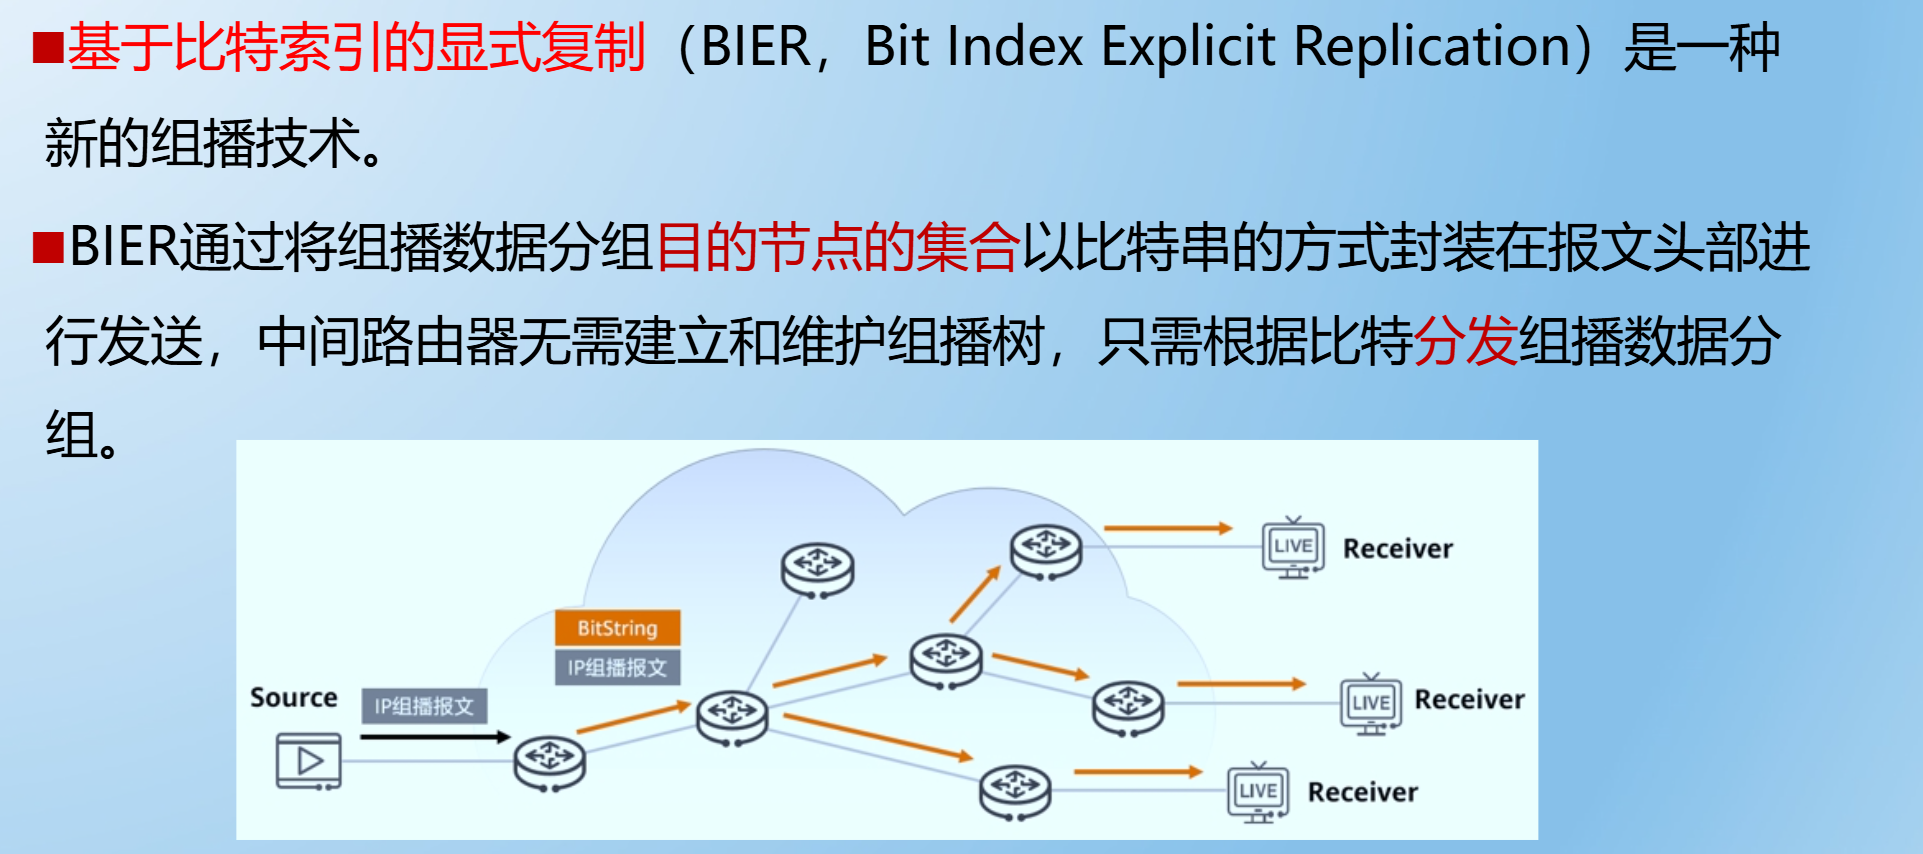 ■基于比特索引的显式复制（BIER，Bit Index Explicit Replication）是一种
新的组播技术。
■BIER通过将组播数据分组目的节点的集合以比特串的方式封装在报文头部进
行发送，中间路由器无需建立和维护组播树，只需根据比特分发组播数据分
组。
LIVE
Receiver
BitString
IP组播报文
Source
IP组播报文
LIVE
Receiver
LIVE
Receiver